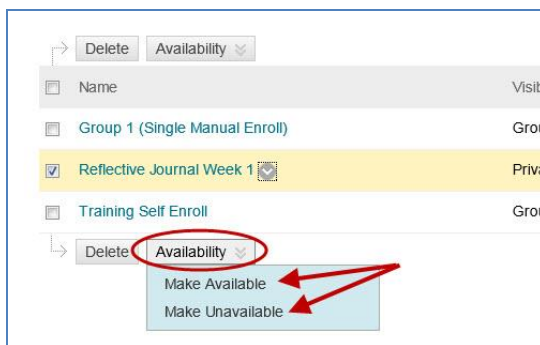 Delete Availability
Name Visib
Group 1 (Single Manual Enroll) Grou
Reflective Journal Week 1 Priva
Training Self Enroll Grou
Delete Availability
Make Available
Make Unavailable